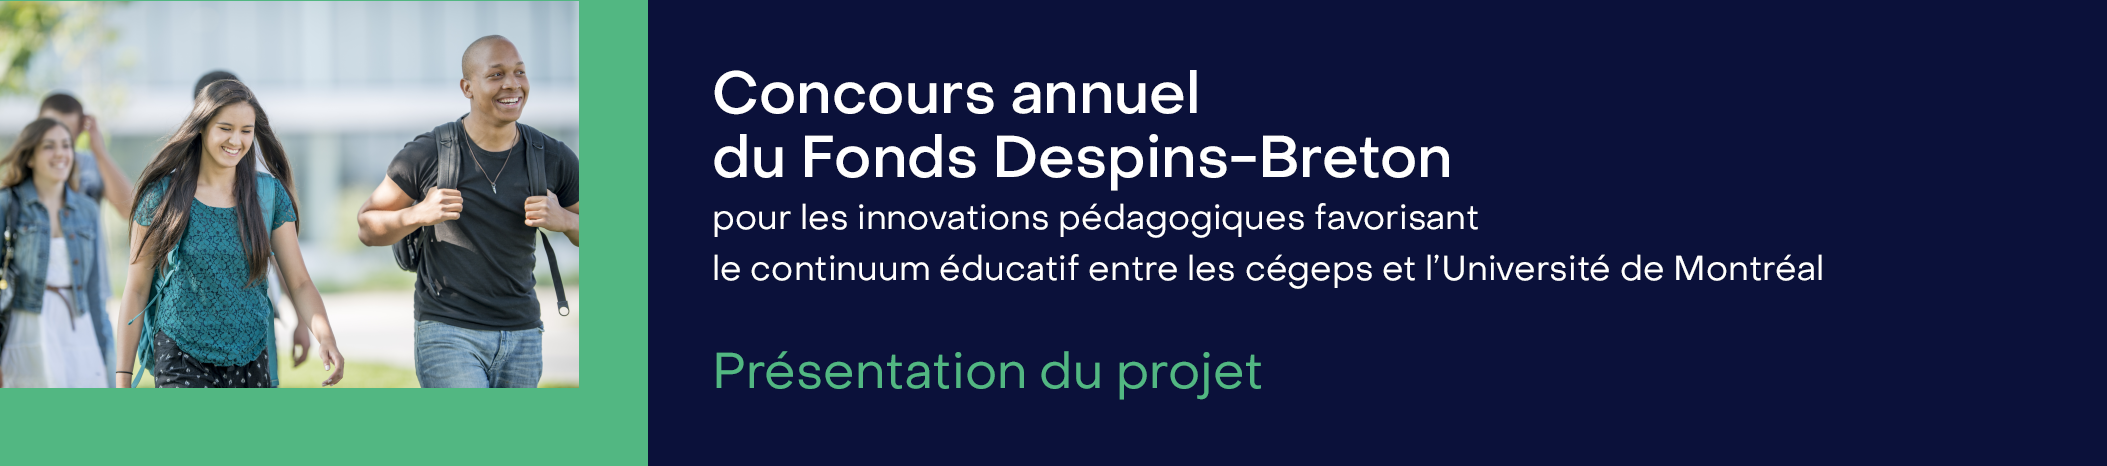 Concours annuel
du Fonds Despins-Breton
pour les innovations pédagogiques favorisant
le continuum éducatif entre les cégeps et l'Université de Montréal
Présentation du projet